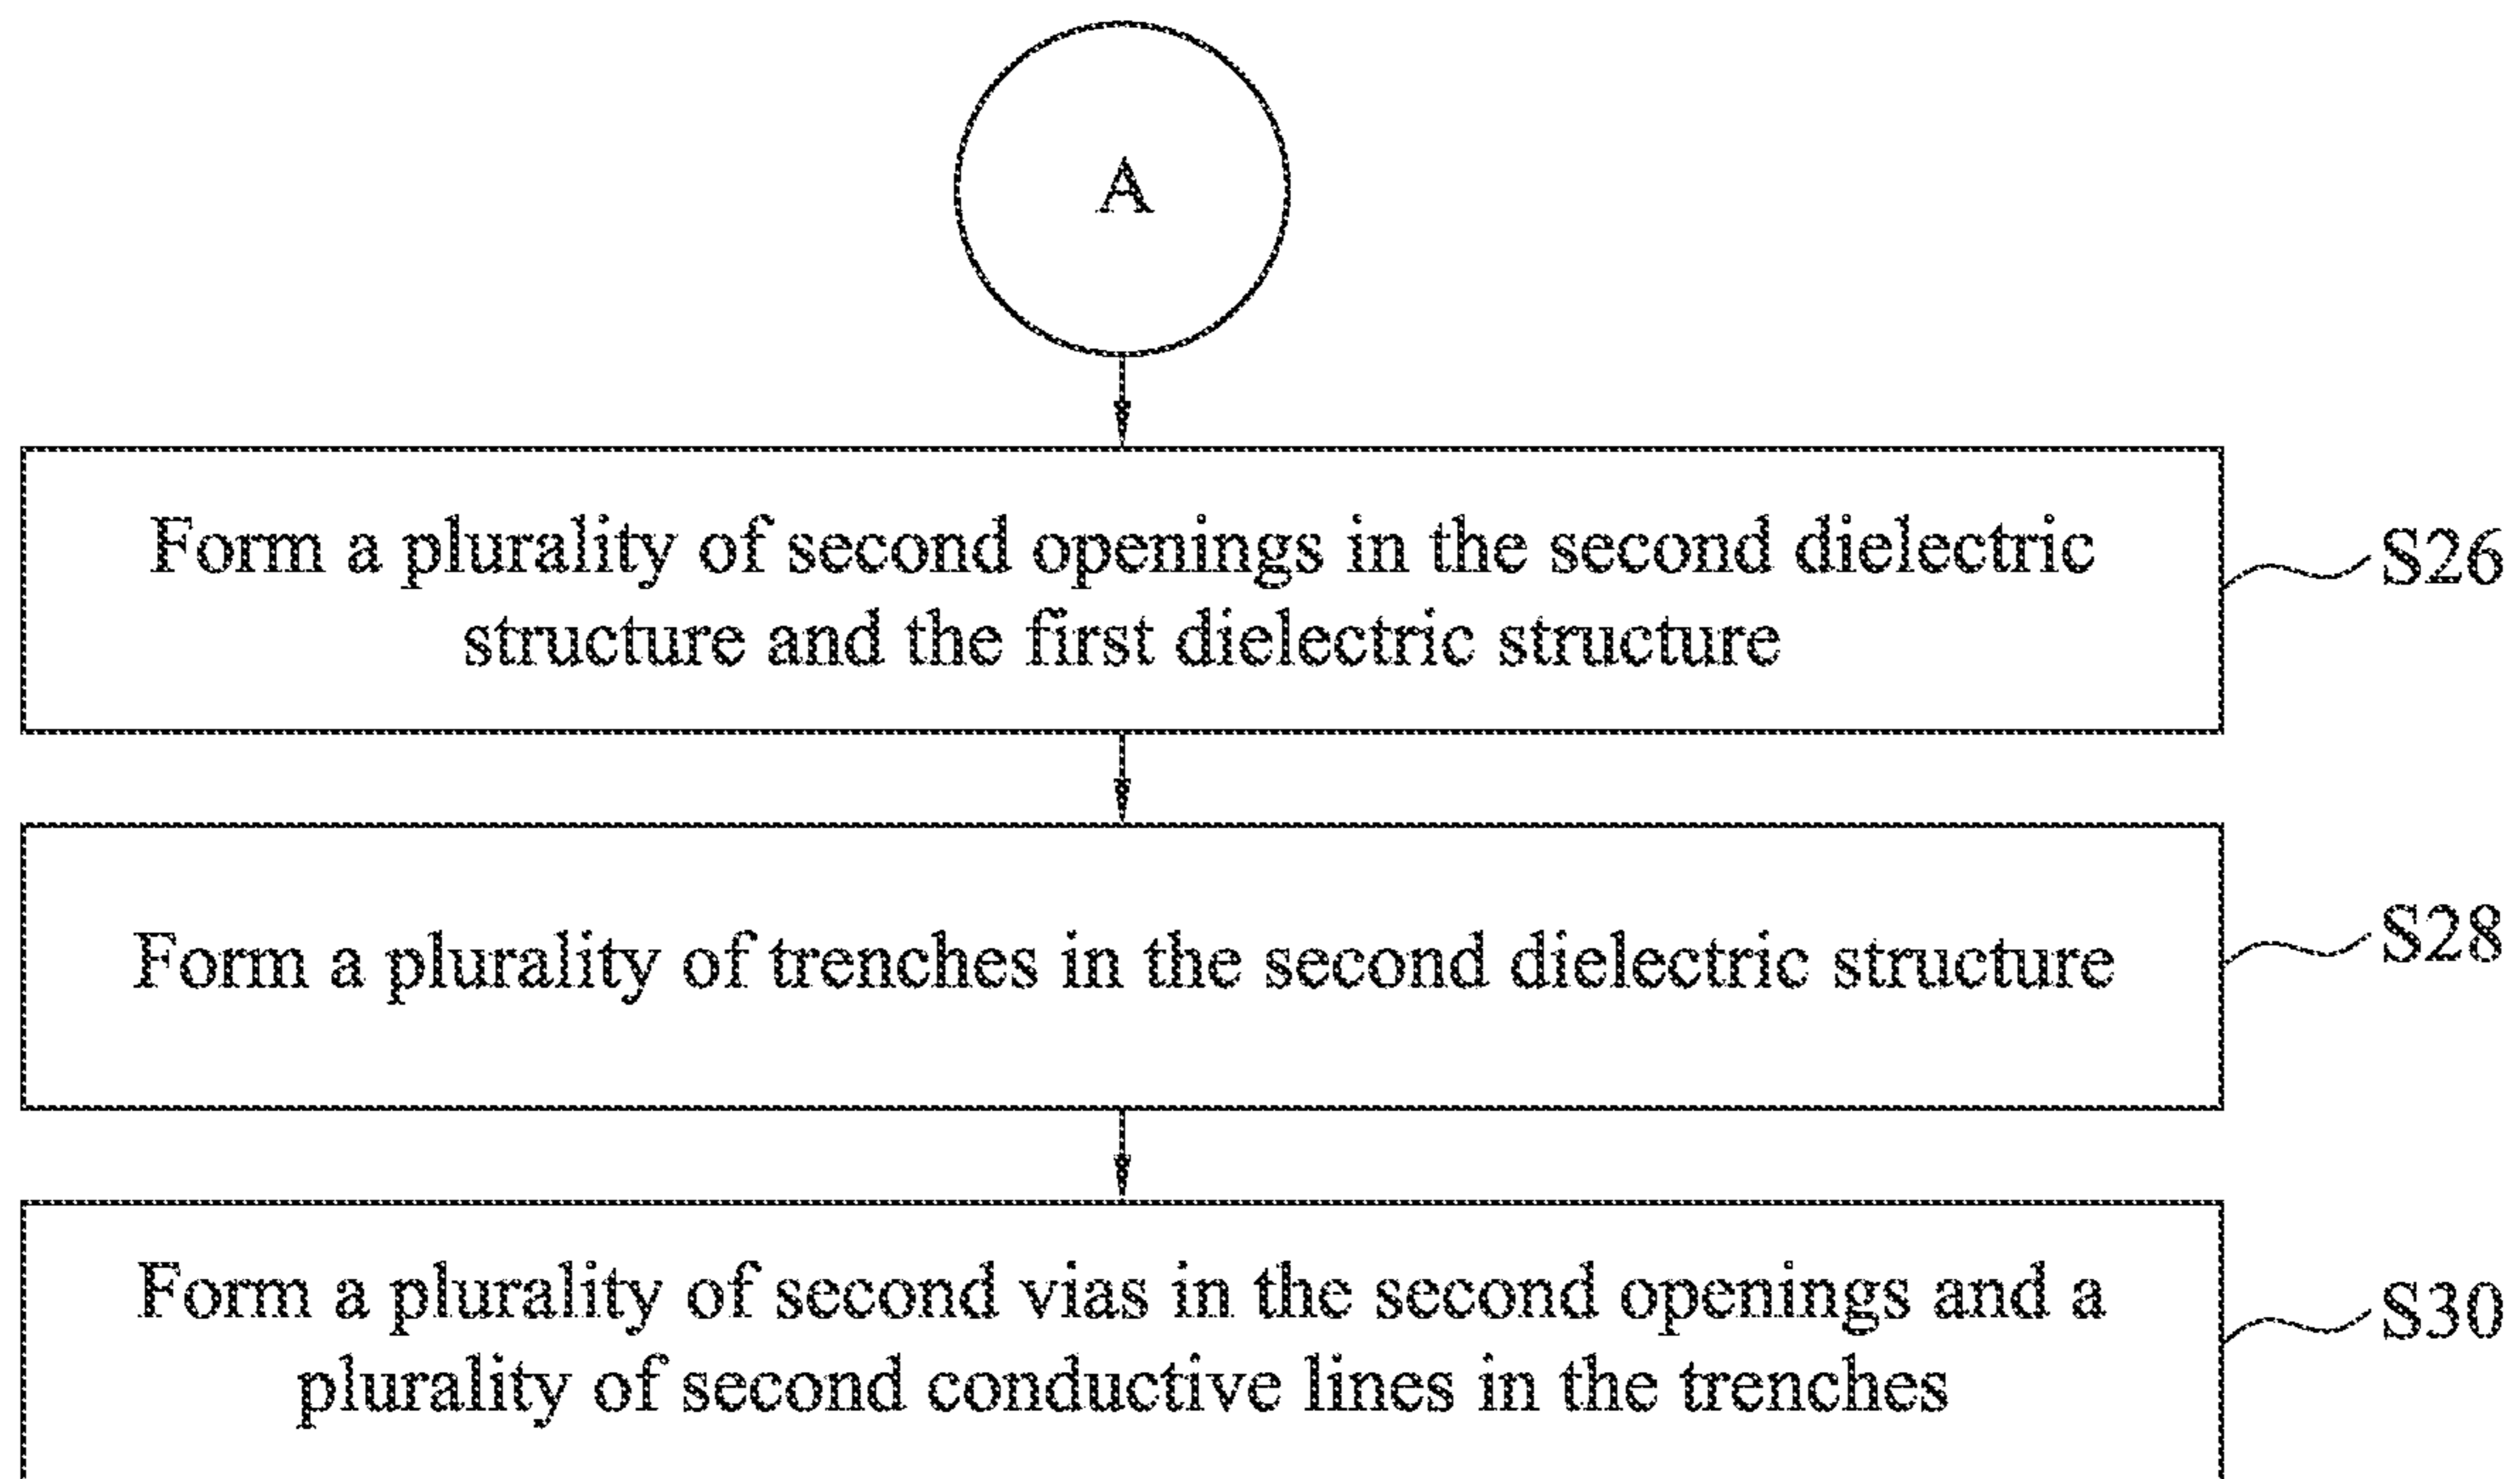 A
Form a plurality of second openings in the second dielectric
structure and the first dielectric structure
S26
Form a plurality of trenches in the second dielectric structure
S28
Form a plurality of second vias in the second openings and a
plurality of second conductive lines in the trenches
S30